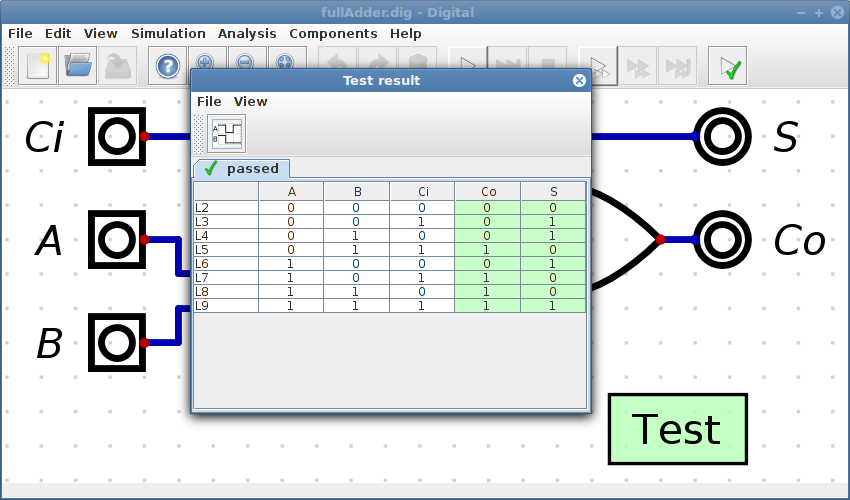 fullAdder.dig - Digital
File Edit View Simulation Analysis Components Help
Test result
File View
A
B
passed
A B Ci Co S
L2 0 0 0 0 0
L3 0 0 1 0 1
L4 0 1 0 0 1
L5 0 1 1 1 0
L6 1 0 0 0 1
L7 1 0 1 1 0
L8 1 1 0 1 0
L9 1 1 1 1 1
Ci
A
B
S
Co
Test